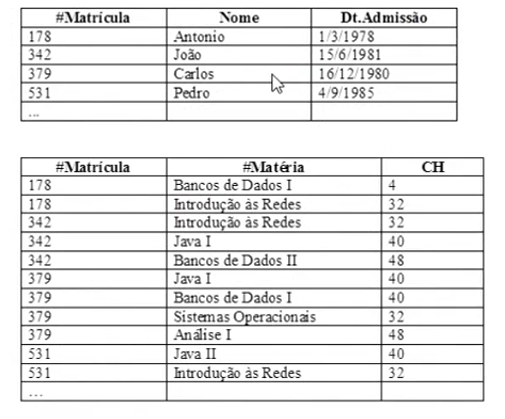 #Matrícula Nome Dt.Admissão
178 Antonio 1/3/1978
342 João 15/6/1981
379 Carlos 16/12/1980
531 Pedro 4/9/1985
...
#Matrícula #Matéria CH
178 Bancos de Dados I 4
178 Introdução às Redes 32
342 Introdução às Redes 32
342 Java I 40
342 Bancos de Dados II 48
379 Java I 40
379 Bancos de Dados I 40
379 Sistemas Operacionais 32
379 Análise I 48
531 Java II 40
531 Introdução às Redes 32
...